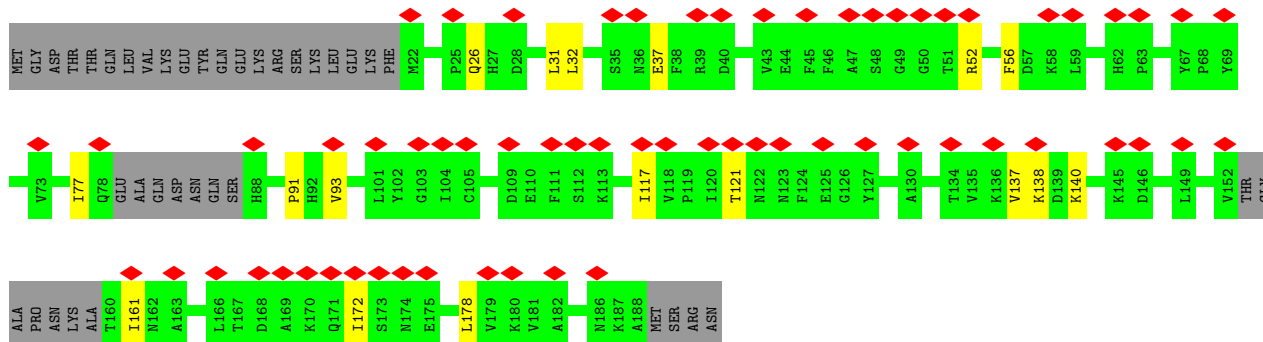 MET GLY ASP THR THR GLN LEU VAL LYS GLU TYR GLN GLU LYS ARG SER LYS LEU GLU LYS PHE M22 P25 Q26 H27 D28 L31 L32 S35 N36 E37 F38 R39 D40 V43 E44 F45 F46 A47 S48 G49 G50 T51 R52 F56 D57 K58 L59 H62 P63 Y67 P68 Y69
V73 I77 Q78 GLU ALA GLN ASP ASN GLN SER H88 P91 H92 V93 L101 Y102 G103 I104 C105 D109 E110 F111 S112 K113 I117 V118 P119 I120 T121 N122 N123 F124 E125 G126 Y127 A130 T134 V135 K136 V137 K138 D139 K140 K145 D146 L149 V152 THR
ALA PRO ASN LYS ALA T160 I161 N162 A163 L166 T167 D168 A169 K170 Q171 I172 S173 N174 E175 L178 V179 K180 V181 A182 N186 K187 A188 MET SER ARG ASN